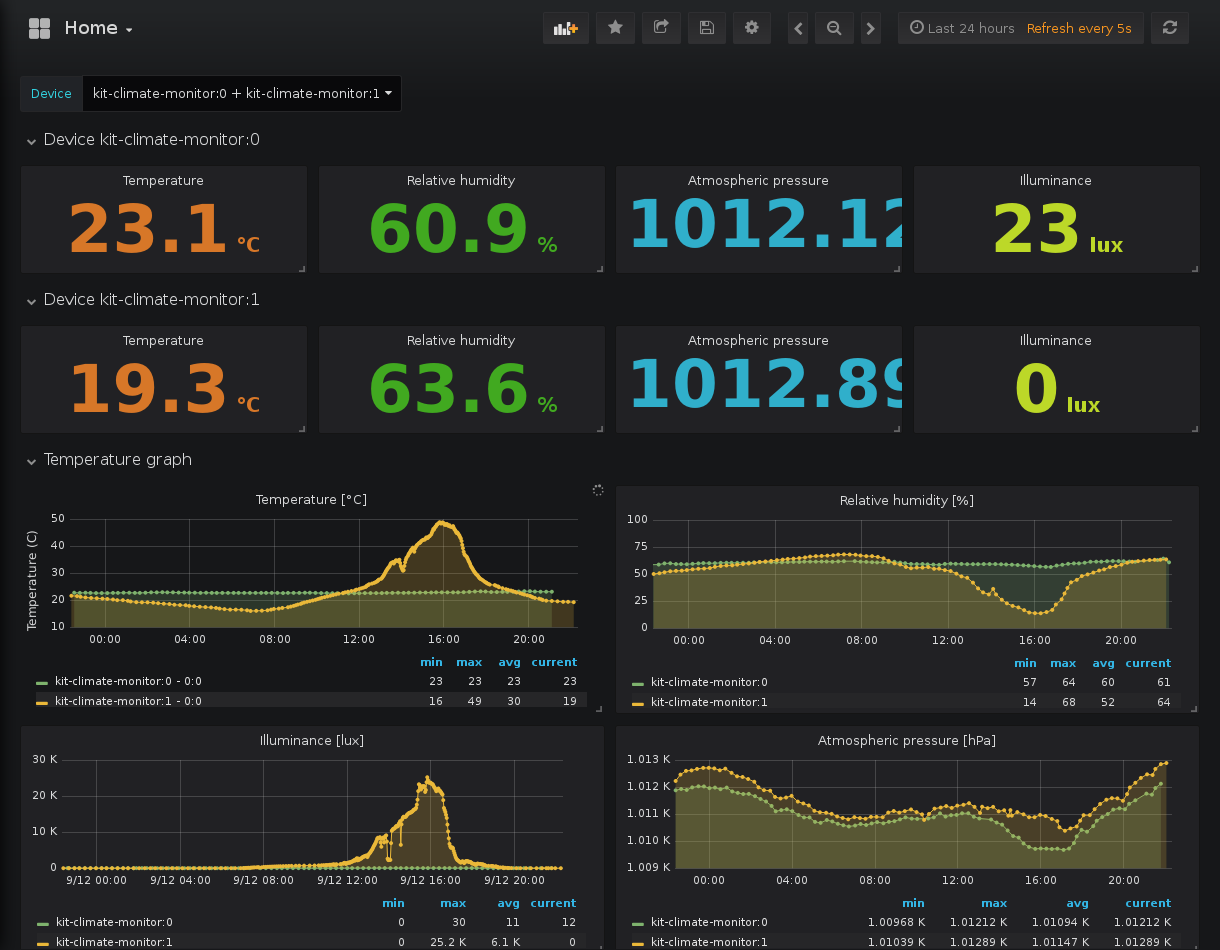 Home
Last 24 hours Refresh every 5s
Device kit-climate-monitor:0 + kit-climate-monitor:1
Device kit-climate-monitor:0
Temperature Relative humidity Atmospheric pressure Illuminance
23.1 °C 60.9 % 1012.12 23 lux
Device kit-climate-monitor:1
Temperature Relative humidity Atmospheric pressure Illuminance
19.3 °C 63.6 % 1012.89 0 lux
Temperature graph
Temperature [°C]
Temperature (C)
50
40
30
20
10
00:00 04:00 08:00 12:00 16:00 20:00
min max avg current
kit-climate-monitor:0 - 0:0 23 23 23 23
kit-climate-monitor:1 - 0:0 16 49 30 19
Relative humidity [%]
100
75
50
25
0
00:00 04:00 08:00 12:00 16:00 20:00
min max avg current
kit-climate-monitor:0 57 64 60 61
kit-climate-monitor:1 14 68 52 64
Illuminance [lux]
30 K
20 K
10 K
0
9/12 00:00 9/12 04:00 9/12 08:00 9/12 12:00 9/12 16:00 9/12 20:00
min max avg current
kit-climate-monitor:0 0 30 11 12
kit-climate-monitor:1 0 25.2 K 6.1 K 0
Atmospheric pressure [hPa]
1.013 K
1.012 K
1.011 K
1.010 K
1.009 K
00:00 04:00 08:00 12:00 16:00 20:00
min max avg current
kit-climate-monitor:0 1.00968 K 1.01212 K 1.01094 K 1.01212 K
kit-climate-monitor:1 1.01039 K 1.01289 K 1.01147 K 1.01289 K